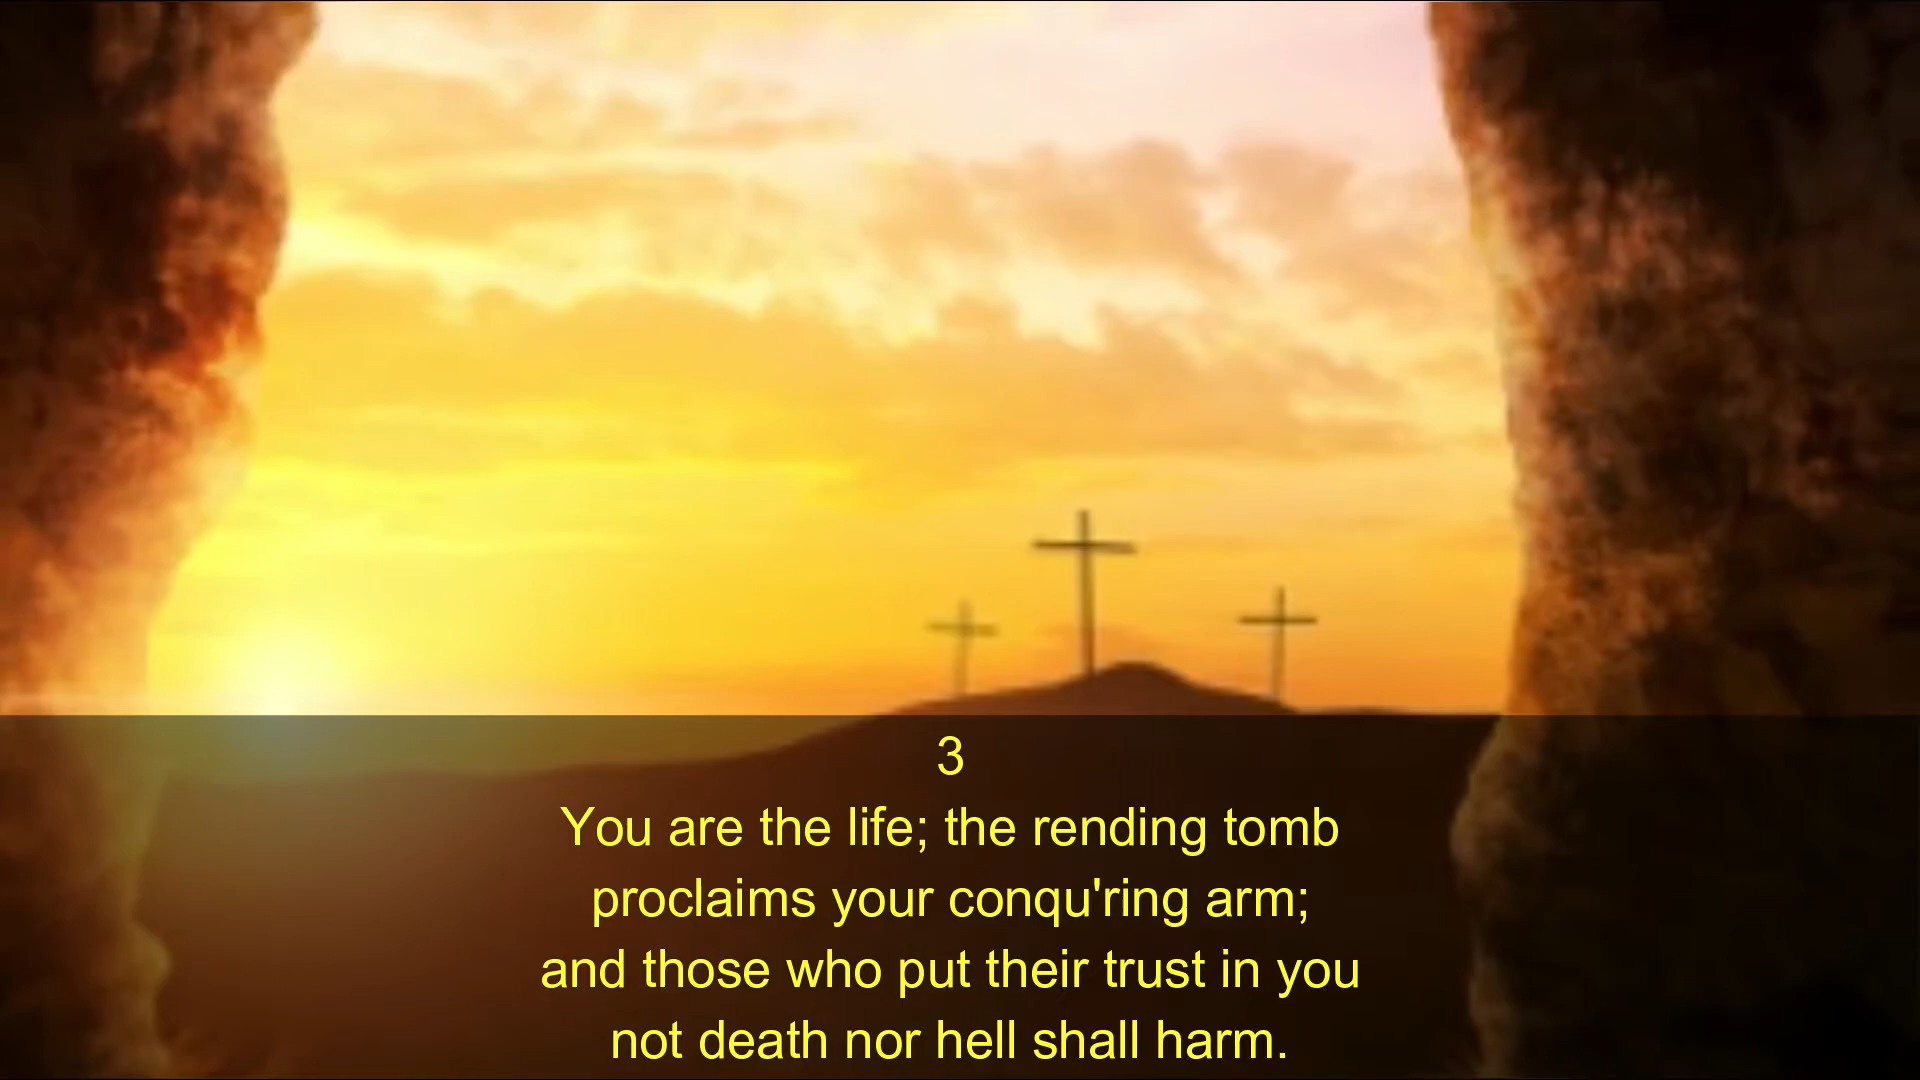 3
You are the life; the rending tomb
proclaims your conqu'ring arm;
and those who put their trust in you
not death nor hell shall harm.